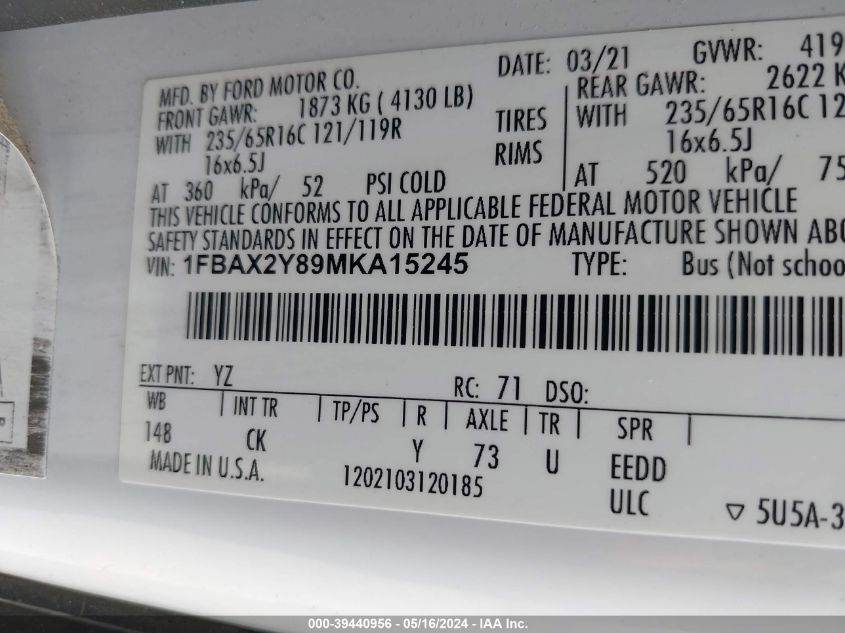 MFD. BY FORD MOTOR CO.
DATE: 03/21 GVWR: 419
FRONT GAWR: 1873 KG ( 4130 LB) REAR GAWR: 2622 K
WITH 235/65R16C 121/119R TIRES WITH 235/65R16C 12
16x6.5J RIMS 16x6.5J
AT 360 kPa/ 52 PSI COLD AT 520 kPa/ 75
THIS VEHICLE CONFORMS TO ALL APPLICABLE FEDERAL MOTOR VEHICLE
SAFETY STANDARDS IN EFFECT ON THE DATE OF MANUFACTURE SHOWN ABO
VIN: 1FBAX2Y89MKA15245 TYPE: Bus (Not schoo
EXT PNT: YZ RC: 71 DSO:
WB INT TR TP/PS R AXLE TR SPR
148 CK Y 73 U EEDD
MADE IN U.S.A. 1202103120185 ULC ▽ 5U5A-3
000-39440956 - 05/16/2024 - IAA Inc.